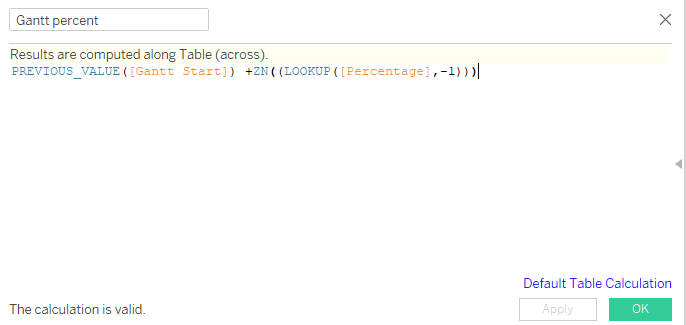 Gantt percent
Results are computed along Table (across).
PREVIOUS_VALUE([Gantt Start]) +ZN((LOOKUP([Percentage],-1)))
Default Table Calculation
The calculation is valid.
Apply
OK